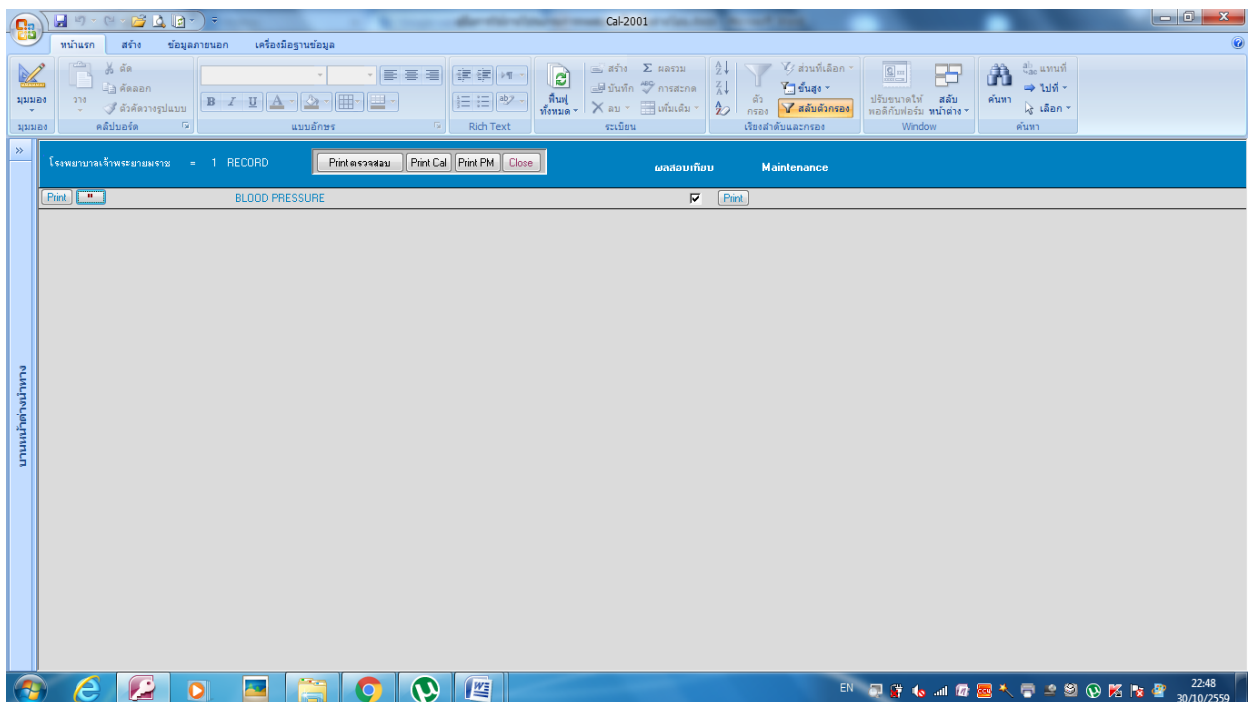 Cal-2001
หน้าแรก สร้าง ข้อมูลภายนอก เครื่องมือฐานข้อมูล
มุมมอง
วาง
ตัด
คัดลอก
ตัวคัดวางรูปแบบ
B I U A
ฟื้นฟู ทั้งหมด
สร้าง
บันทึก
ลบ
Σ ผลรวม
การสะกด
เพิ่มเติม
ตัวกรอง
ส่วนที่เลือก
ขั้นสูง
สลับตัวกรอง
ปรับขนาดให้พอดีกับฟอร์ม
สลับหน้าต่าง
ค้นหา
แทนที่
ไปที่
เลือก
มุมมอง คลิปบอร์ด แบบอักษร Rich Text ระเบียน เรียงลำดับและกรอง Window ค้นหา
โรงพยาบาลเจ้าพระยายมราช = 1 RECORD Print ตรวจสอบ Print Cal Print PM Close ผลสอบเทียบ Maintenance
Print " BLOOD PRESSURE Print
บานหน้าต่างนำทาง
EN 22:48
30/10/2559